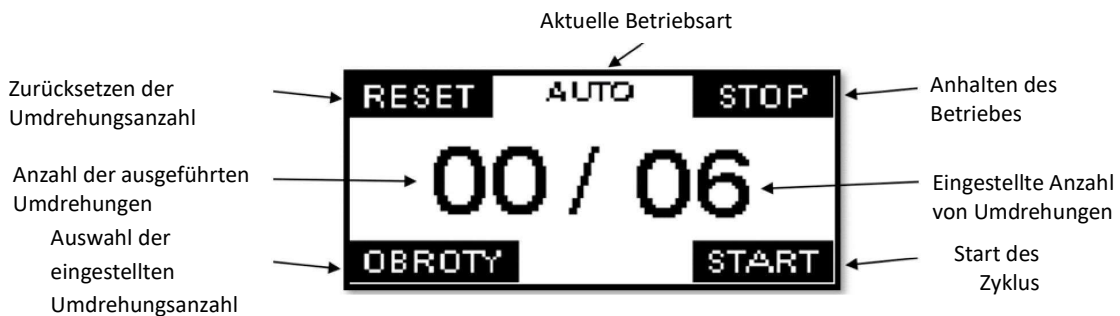 Aktuelle Betriebsart
Zurücksetzen der
Umdrehungsanzahl
RESET
AUTO
STOP
Anhalten des
Betriebes
Anzahl der ausgeführten
Umdrehungen
00 / 06
Eingestellte Anzahl
von Umdrehungen
Auswahl der
eingestellten
Umdrehungsanzahl
OBROTY
START
Start des
Zyklus